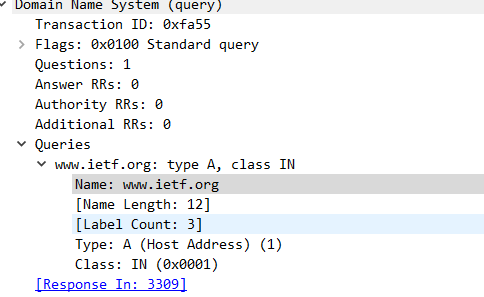 Domain Name System (query)
Transaction ID: 0xfa55
Flags: 0x0100 Standard query
Questions: 1
Answer RRs: 0
Authority RRs: 0
Additional RRs: 0
Queries
www.ietf.org: type A, class IN
Name: www.ietf.org
[Name Length: 12]
[Label Count: 3]
Type: A (Host Address) (1)
Class: IN (0x0001)
[Response In: 3309]